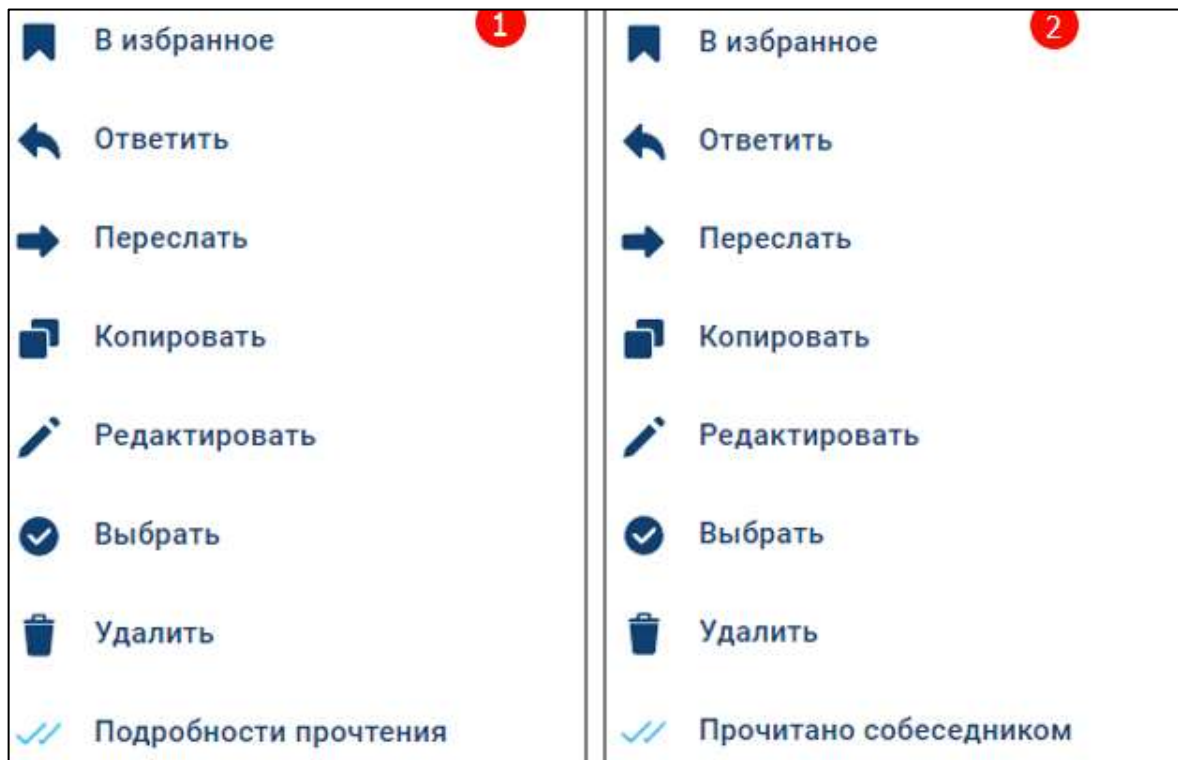 1
В избранное
Ответить
Переслать
Копировать
Редактировать
Выбрать
Удалить
Подробности прочтения
2
В избранное
Ответить
Переслать
Копировать
Редактировать
Выбрать
Удалить
Прочитано собеседником